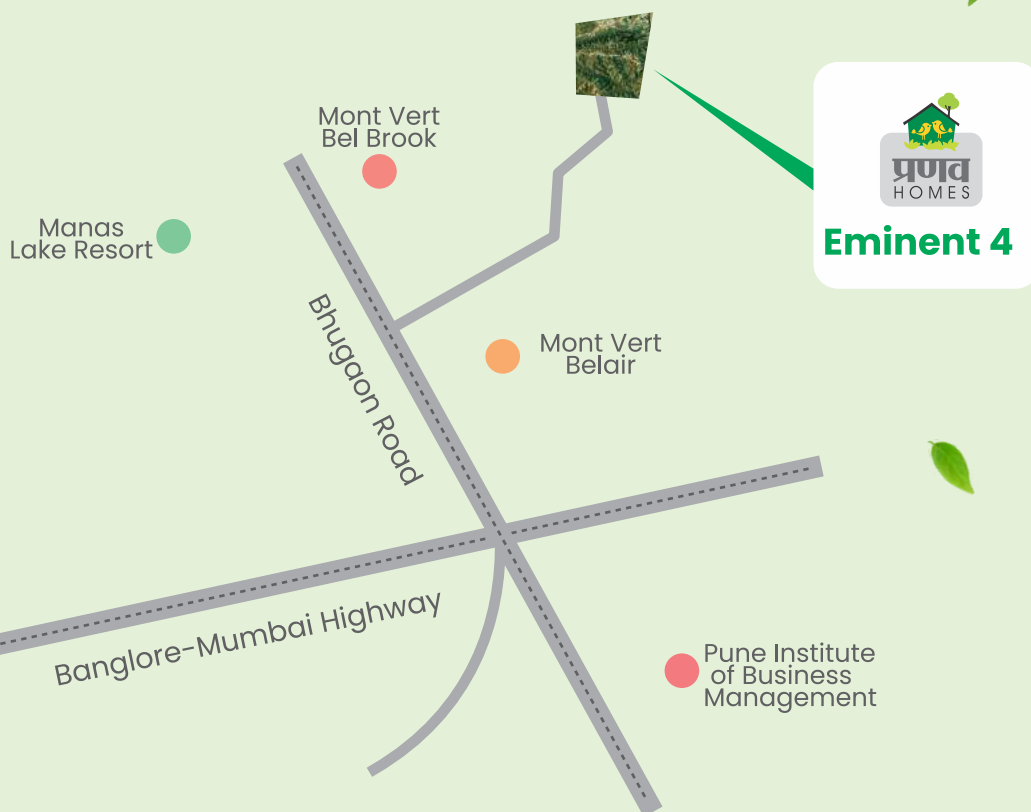 Mont Vert
Bel Brook
प्रणव
HOMES
Eminent 4
Manas
Lake Resort
Bhugaon Road
Mont Vert
Belair
Banglore-Mumbai Highway
Pune Institute
of Business
Management